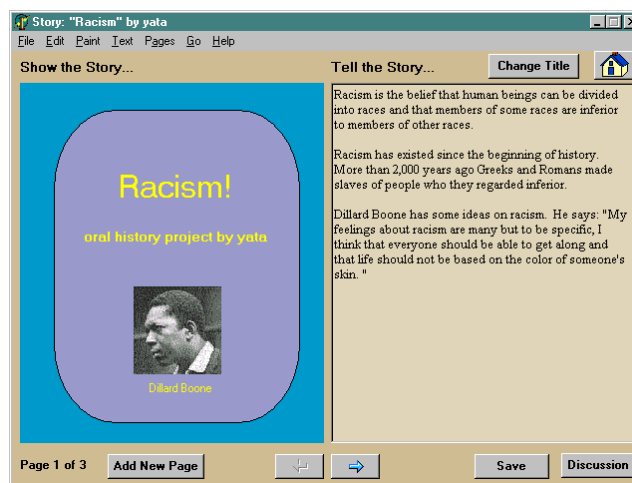 Story: "Racism" by yata
File Edit Paint Text Pages Go Help
Show the Story...
Tell the Story...
Change Title
Racism!
oral history project by yata
Dillard Boone
Racism is the belief that human beings can be divided
into races and that members of some races are inferior
to members of other races.
Racism has existed since the beginning of history.
More than 2,000 years ago Greeks and Romans made
slaves of people who they regarded inferior.
Dillard Boone has some ideas on racism. He says: "My
feelings about racism are many but to be specific, I
think that everyone should be able to get along and
that life should not be based on the color of someone's
skin. "
Page 1 of 3
Add New Page
Save
Discussion